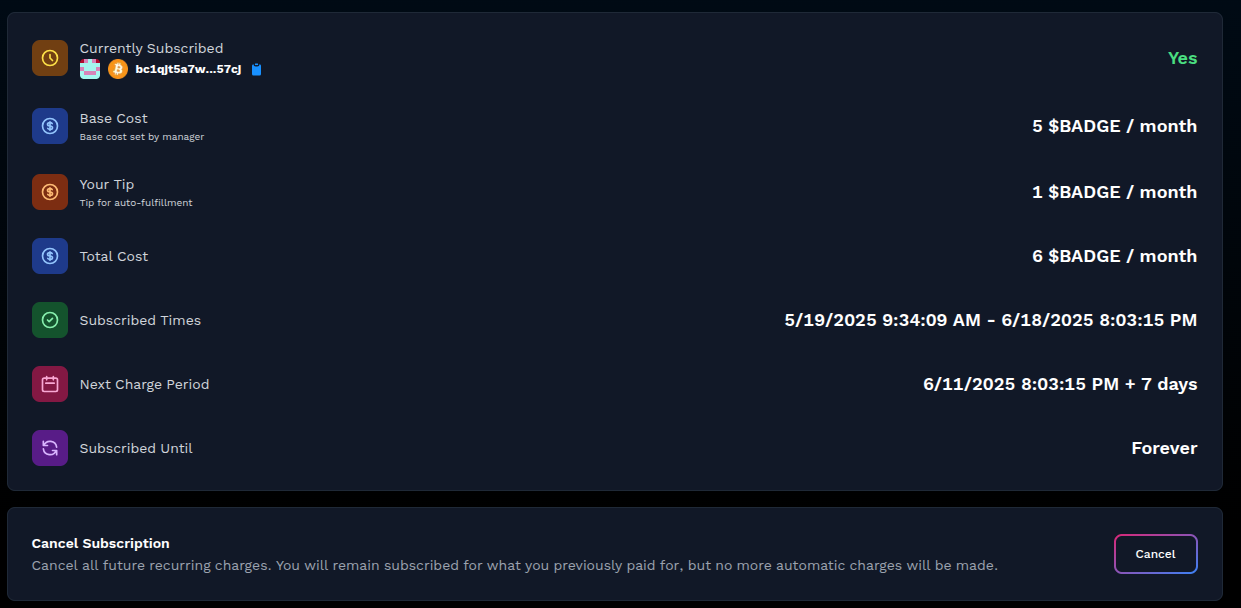 Currently Subscribed
bc1qjt5a7w...57cj
Yes
Base Cost
Base cost set by manager
5 $BADGE / month
Your Tip
Tip for auto-fulfillment
1 $BADGE / month
Total Cost
6 $BADGE / month
Subscribed Times
5/19/2025 9:34:09 AM - 6/18/2025 8:03:15 PM
Next Charge Period
6/11/2025 8:03:15 PM + 7 days
Subscribed Until
Forever
Cancel Subscription
Cancel all future recurring charges. You will remain subscribed for what you previously paid for, but no more automatic charges will be made.
Cancel